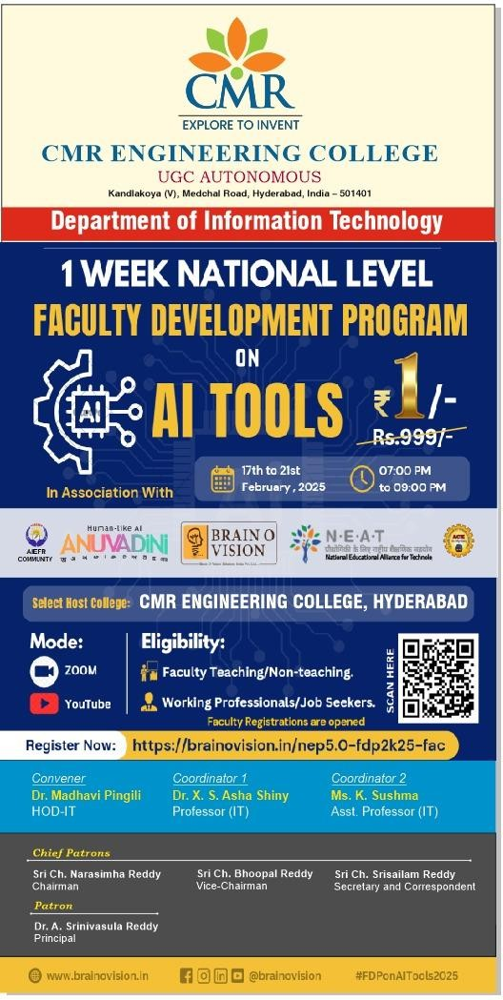 CMR
EXPLORE TO INVENT
CMR ENGINEERING COLLEGE
UGC AUTONOMOUS
Kandlakoya (V), Medchal Road, Hyderabad, India – 501401
Department of Information Technology
1 WEEK NATIONAL LEVEL
FACULTY DEVELOPMENT PROGRAM
ON
AI
AI TOOLS
₹1/-
Rs.999/-
In Association With
17th to 21st
February , 2025
07:00 PM
to 09:00 PM
AIEFR
COMMUNITY
Human-like AI
ANUVADINI
BRAIN O
VISION
N·E·A·T
प्रौद्योगिकी के लिए राष्ट्रीय शैक्षणिक सहयोग
National Educational Alliance for Technolo
ACE
Select Host College: CMR ENGINEERING COLLEGE, HYDERABAD
Mode:
ZOOM
YouTube
Eligibility:
Faculty Teaching/Non-teaching.
Working Professionals/Job Seekers.
Faculty Registrations are opened
SCAN HERE
Register Now: https://brainovision.in/nep5.0-fdp2k25-fac
Convener
Dr. Madhavi Pingili
HOD-IT
Coordinator 1
Dr. X. S. Asha Shiny
Professor (IT)
Coordinator 2
Ms. K. Sushma
Asst. Professor (IT)
Chief Patrons
Sri Ch. Narasimha Reddy
Chairman
Sri Ch. Bhoopal Reddy
Vice-Chairman
Sri Ch. Srisailam Reddy
Secretary and Correspondent
Patron
Dr. A. Srinivasula Reddy
Principal
www.brainovision.in
@brainovision
#FDPonAITools2025